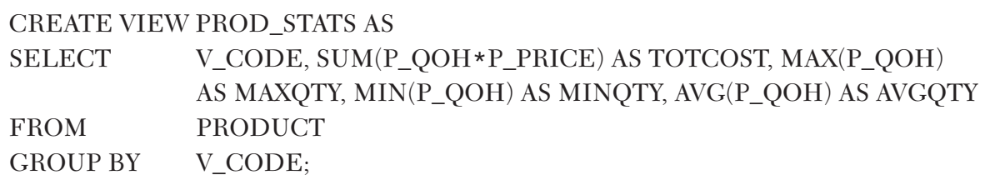 CREATE VIEW PROD_STATS AS
SELECT V_CODE, SUM(P_QOH*P_PRICE) AS TOTCOST, MAX(P_QOH)
AS MAXQTY, MIN(P_QOH) AS MINQTY, AVG(P_QOH) AS AVGQTY
FROM PRODUCT
GROUP BY V_CODE;